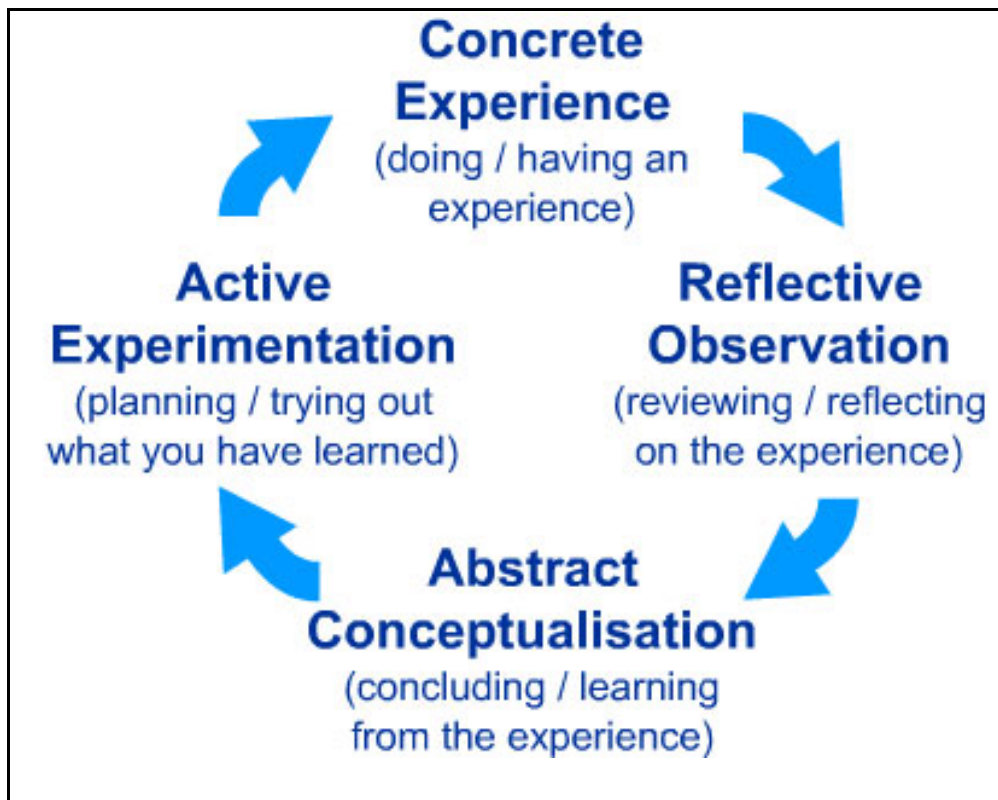 Concrete
Experience
(doing / having an
experience)
Reflective
Observation
(reviewing / reflecting
on the experience)
Abstract
Conceptualisation
(concluding / learning
from the experience)
Active
Experimentation
(planning / trying out
what you have learned)